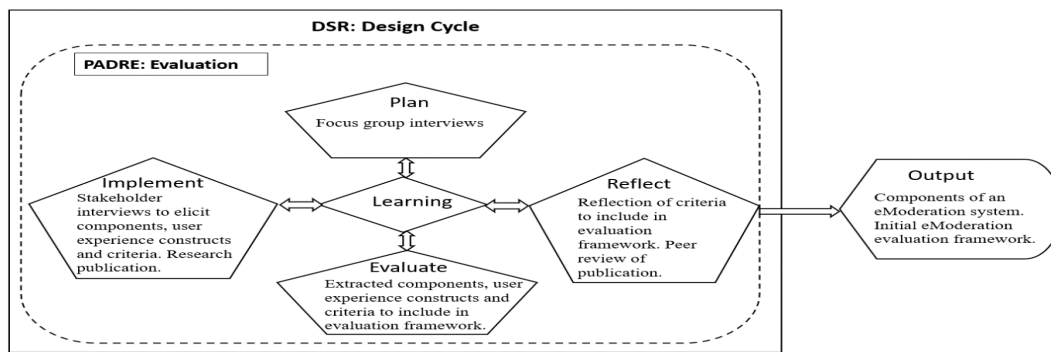 DSR: Design Cycle
PADRE: Evaluation
Plan
Focus group interviews
Implement
Stakeholder
interviews to elicit
components, user
experience constructs
and criteria. Research
publication.
Learning
Reflect
Reflection of criteria
to include in
evaluation
framework. Peer
review of
publication.
Evaluate
Extracted components, user
experience constructs and
criteria to include in
evaluation framework.
Output
Components of an
eModeration system.
Initial eModeration
evaluation framework.